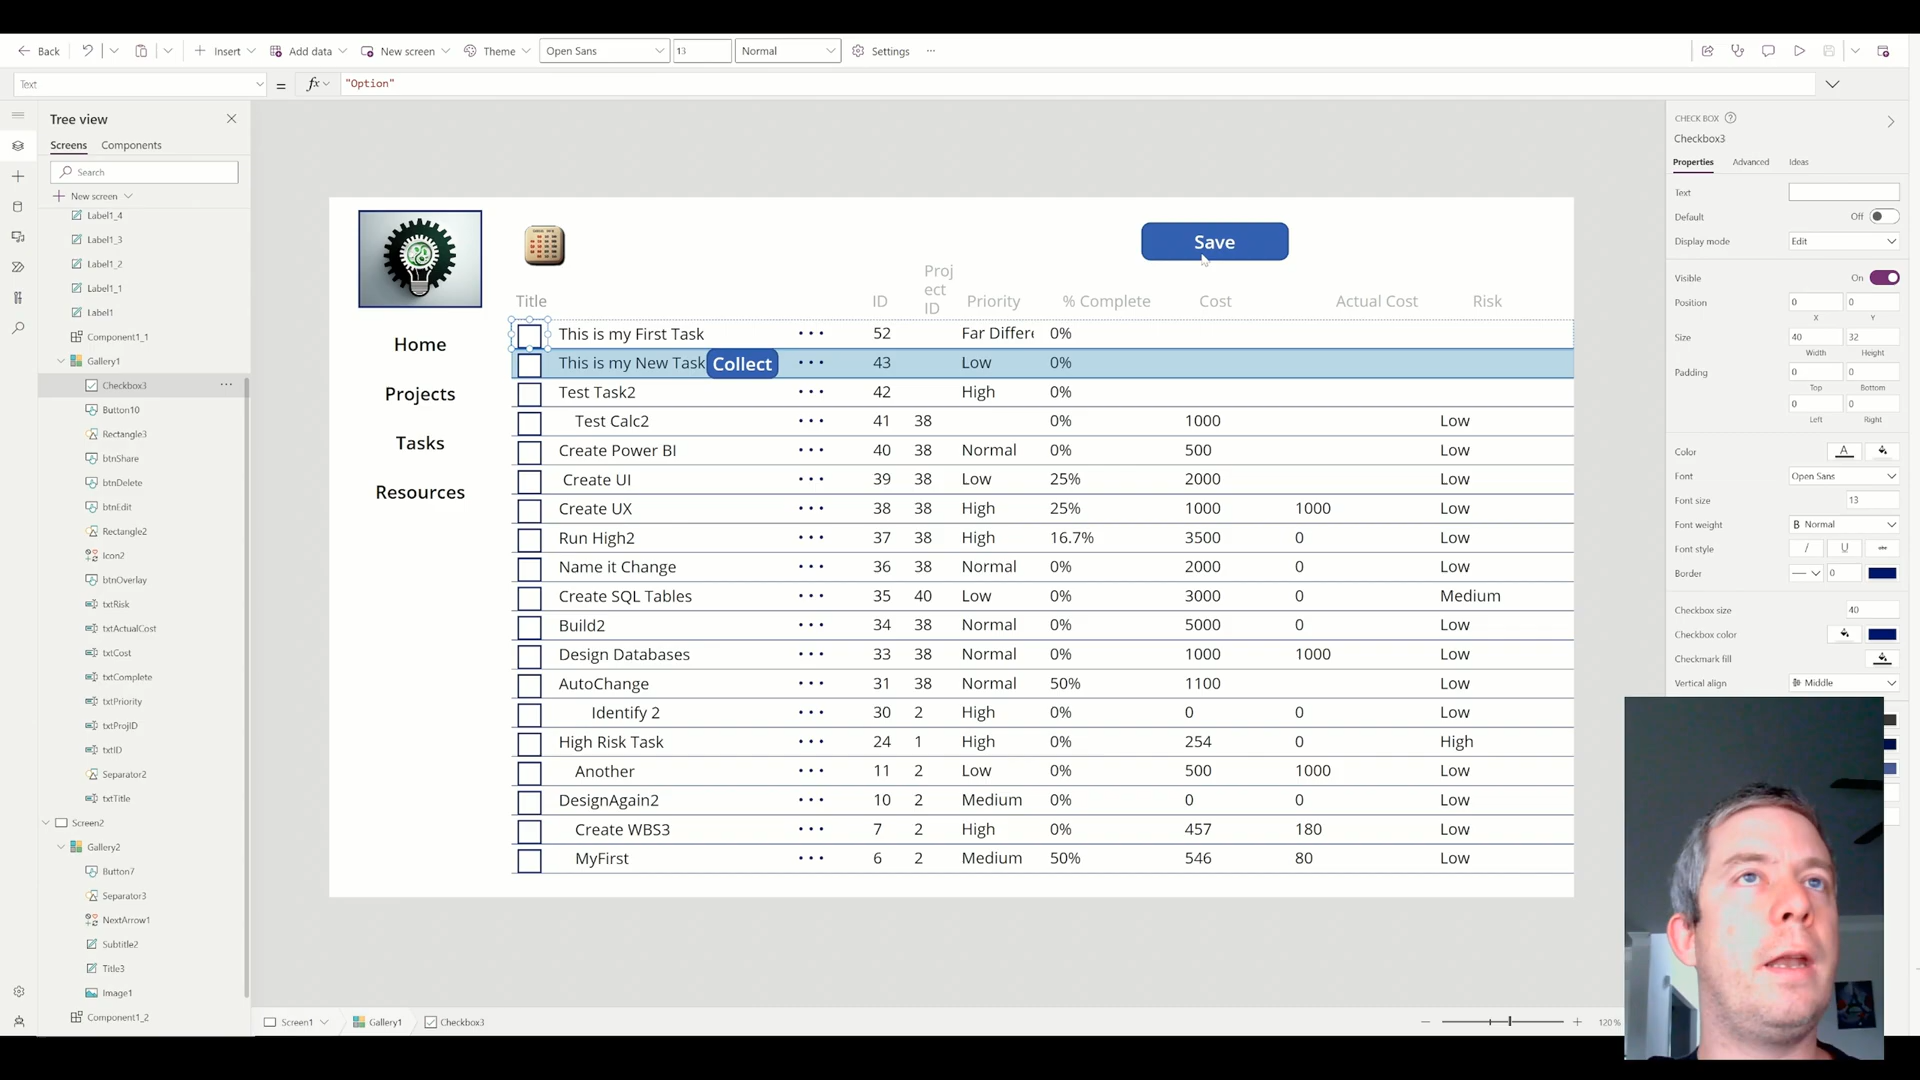 Back
Insert
Add data
New screen
Theme
Open Sans
13
Normal
Settings
Text
=
fx
"Option"
Tree view
Screens
Components
Search
New screen
Label1_4
Label1_3
Label1_2
Label1_1
Label1
Component1_1
Gallery1
Checkbox3
Button10
Rectangle3
btnShare
btnDelete
btnEdit
Rectangle2
Icon2
btnOverlay
txtRisk
txtActualCost
txtCost
txtComplete
txtPriority
txtProjID
txtID
Separator2
txtTitle
Screen2
Gallery2
Button7
Separator3
NextArrow1
Subtitle2
Title3
Image1
Component1_2
Home
Projects
Tasks
Resources
Save
Title ID Proj
ect
ID Priority % Complete Cost Actual Cost Risk
This is my First Task 52 Far Differe 0%
This is my New Task Collect 43 Low 0%
Test Task2 42 High 0%
Test Calc2 41 38 0% 1000 Low
Create Power BI 40 38 Normal 0% 500 Low
Create UI 39 38 Low 25% 2000 Low
Create UX 38 38 High 25% 1000 1000 Low
Run High2 37 38 High 16.7% 3500 0 Low
Name it Change 36 38 Normal 0% 2000 0 Low
Create SQL Tables 35 40 Low 0% 3000 0 Medium
Build2 34 38 Normal 0% 5000 0 Low
Design Databases 33 38 Normal 0% 1000 1000 Low
AutoChange 31 38 Normal 50% 1100 Low
Identify 2 30 2 High 0% 0 0 Low
High Risk Task 24 1 High 0% 254 0 High
Another 11 2 Low 0% 500 1000 Low
DesignAgain2 10 2 Medium 0% 0 0 Low
Create WBS3 7 2 High 0% 457 180 Low
MyFirst 6 2 Medium 50% 546 80 Low
Screen1
Gallery1
Checkbox3
120 %
CHECK BOX
Checkbox3
Properties
Advanced
Ideas
Text
Default Off
Display mode Edit
Visible On
Position 0 0
X Y
Size 40 32
Width Height
Padding 0 0
Top Bottom
0 0
Left Right
Color A
Font Open Sans
Font size 13
Font weight B Normal
Font style / U abc
Border 0
Checkbox size 40
Checkbox color
Checkmark fill
Vertical align Middle